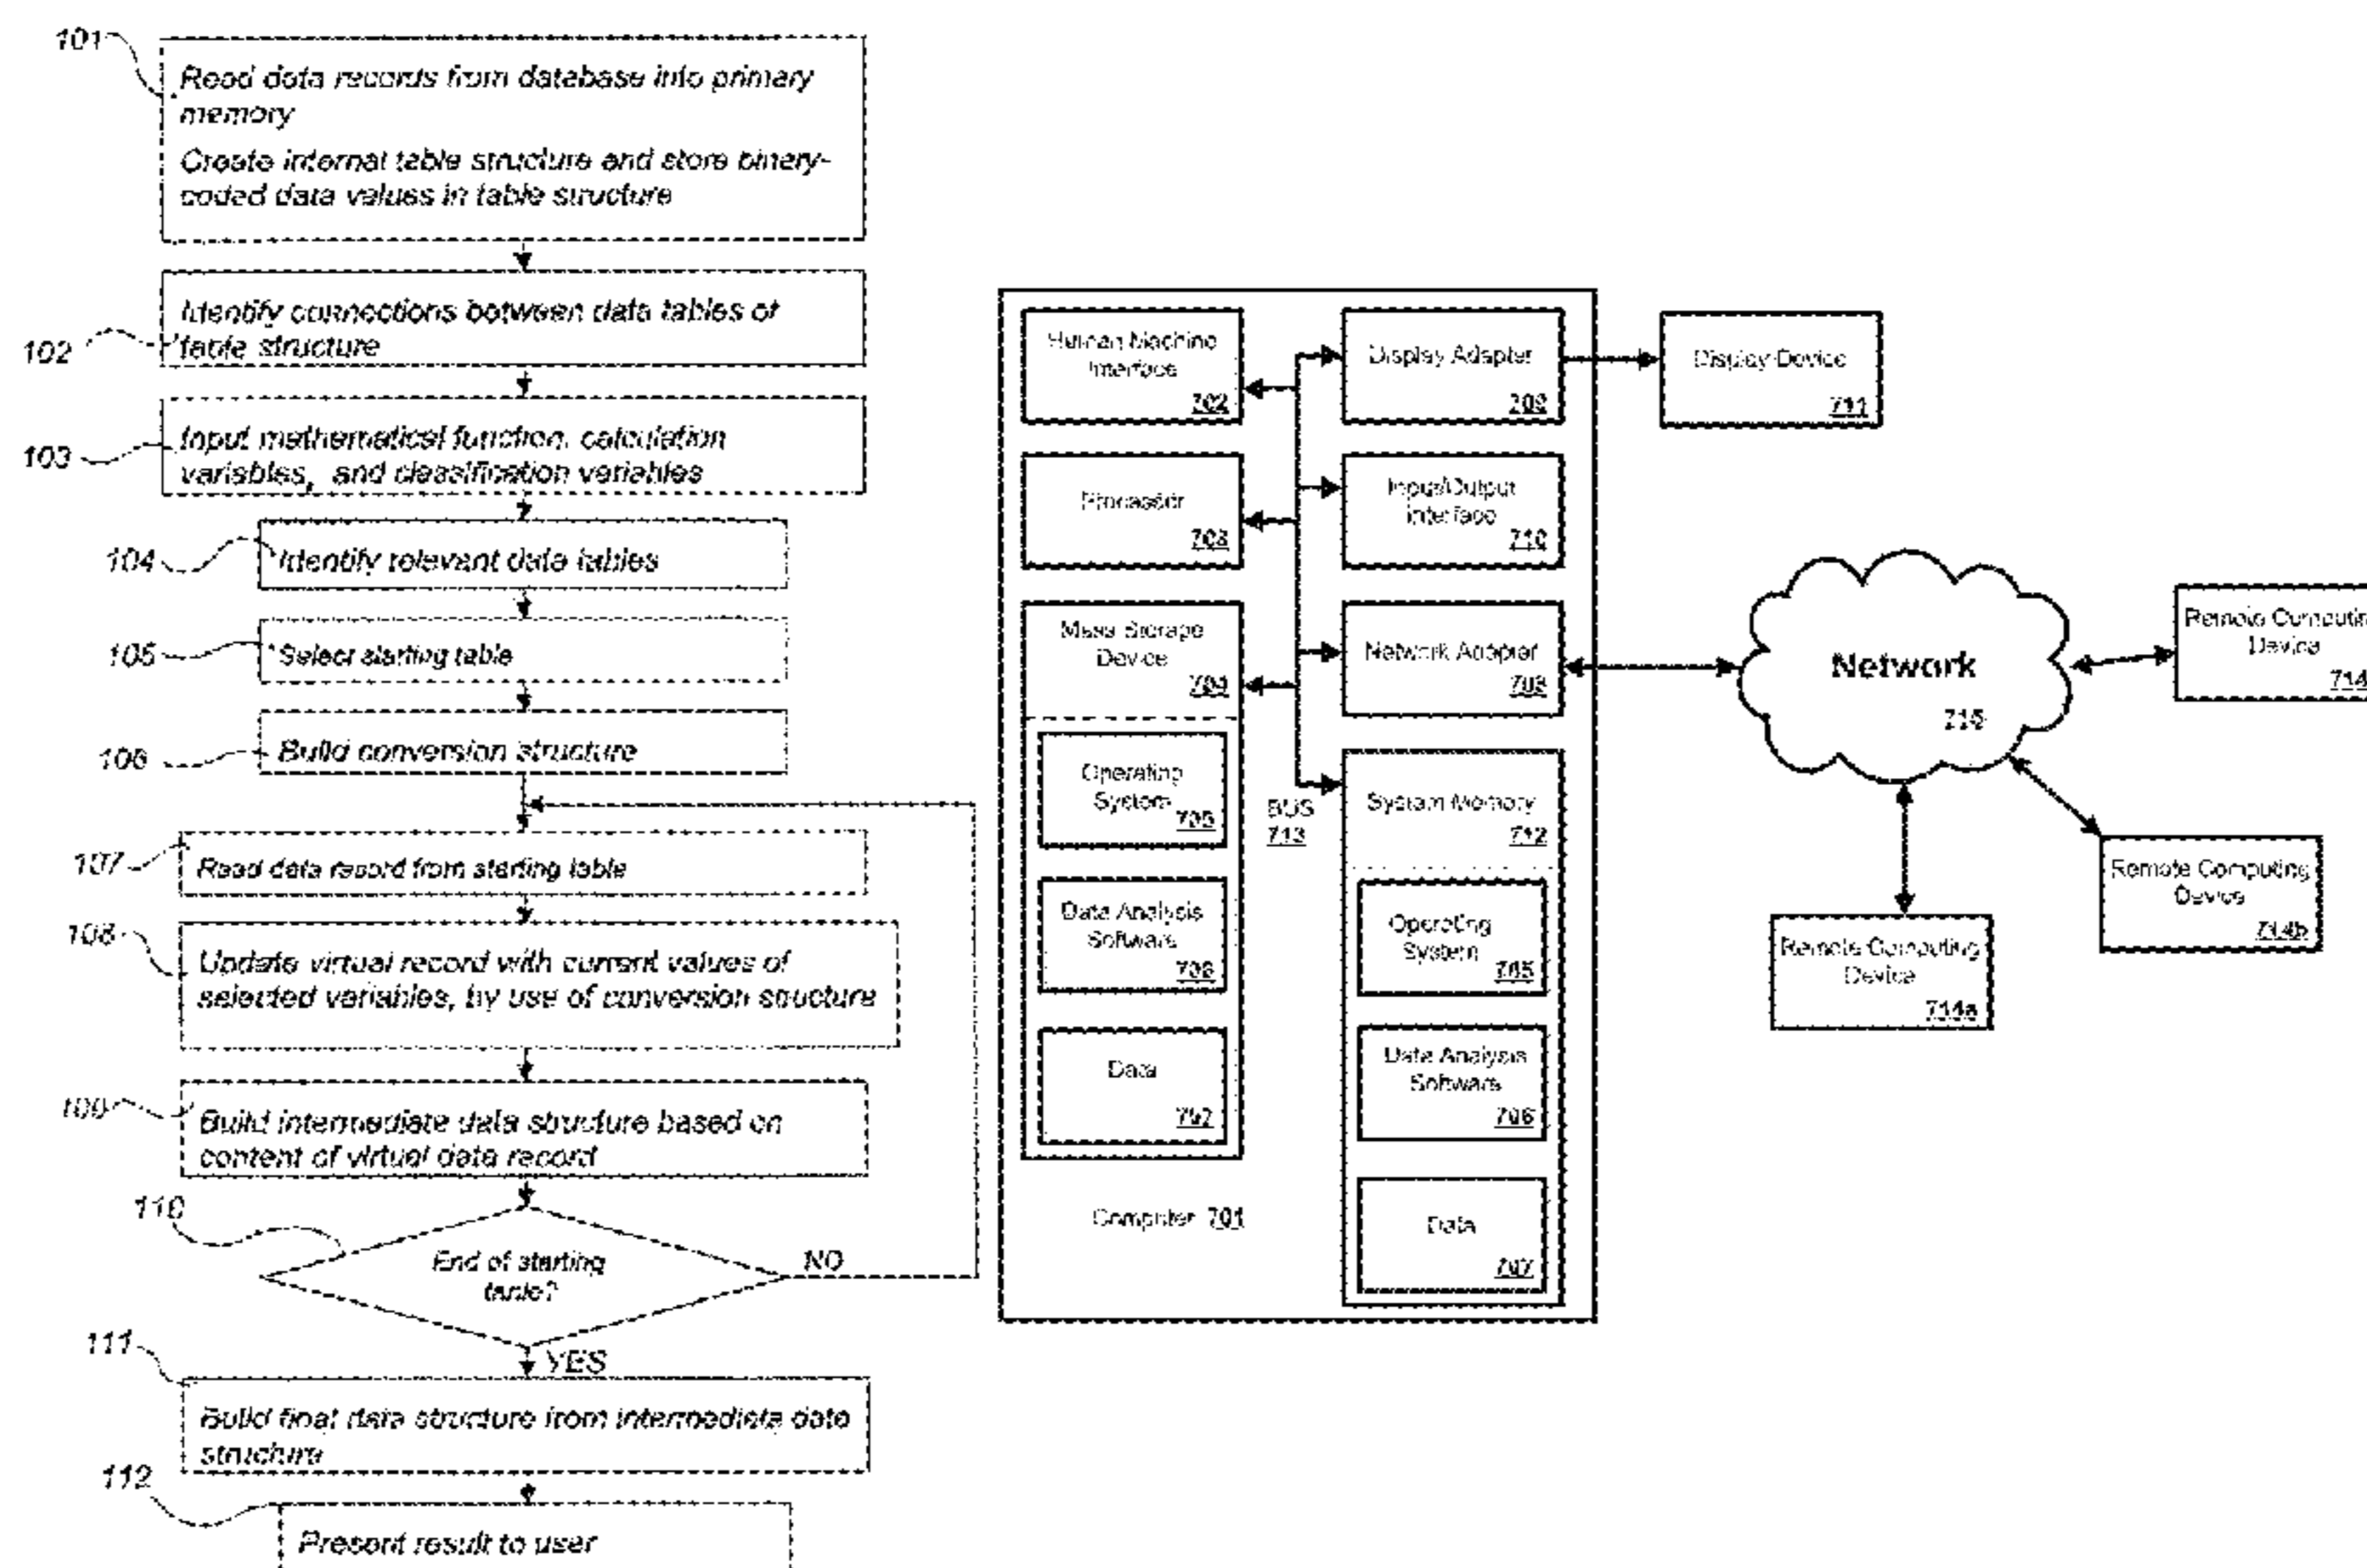 101
Read data records from database into primary
memory
Create internal table structure and store binary-
coded data values in table structure
102
Identify connections between data tables of
table structure
103
Input mathematical function, calculation
variables, and classification variables
104
Identify relevant data tables
105
Select starting table
106
Build conversion structure
107
Read data record from starting table
108
Update virtual record with current values of
selected variables, by use of conversion structure
109
Build intermediate data structure based on
content of virtual data record
110
End of starting
table?
NO
YES
111
Build final data structure from intermediate data
structure
112
Present result to user
Human Machine
Interface
702
Processor
703
Mass Storage
Device
704
Operating
System
705
Data Analysis
Software
706
Data
707
Computer 701
BUS
713
Display Adapter
709
Input/Output
Interface
710
Network Adapter
708
System Memory
712
Operating
System
705
Data Analysis
Software
706
Data
707
Display Device
711
Network
715
Remote Computing
Device
714a
Remote Computing
Device
714b
Remote Computin
Device
714